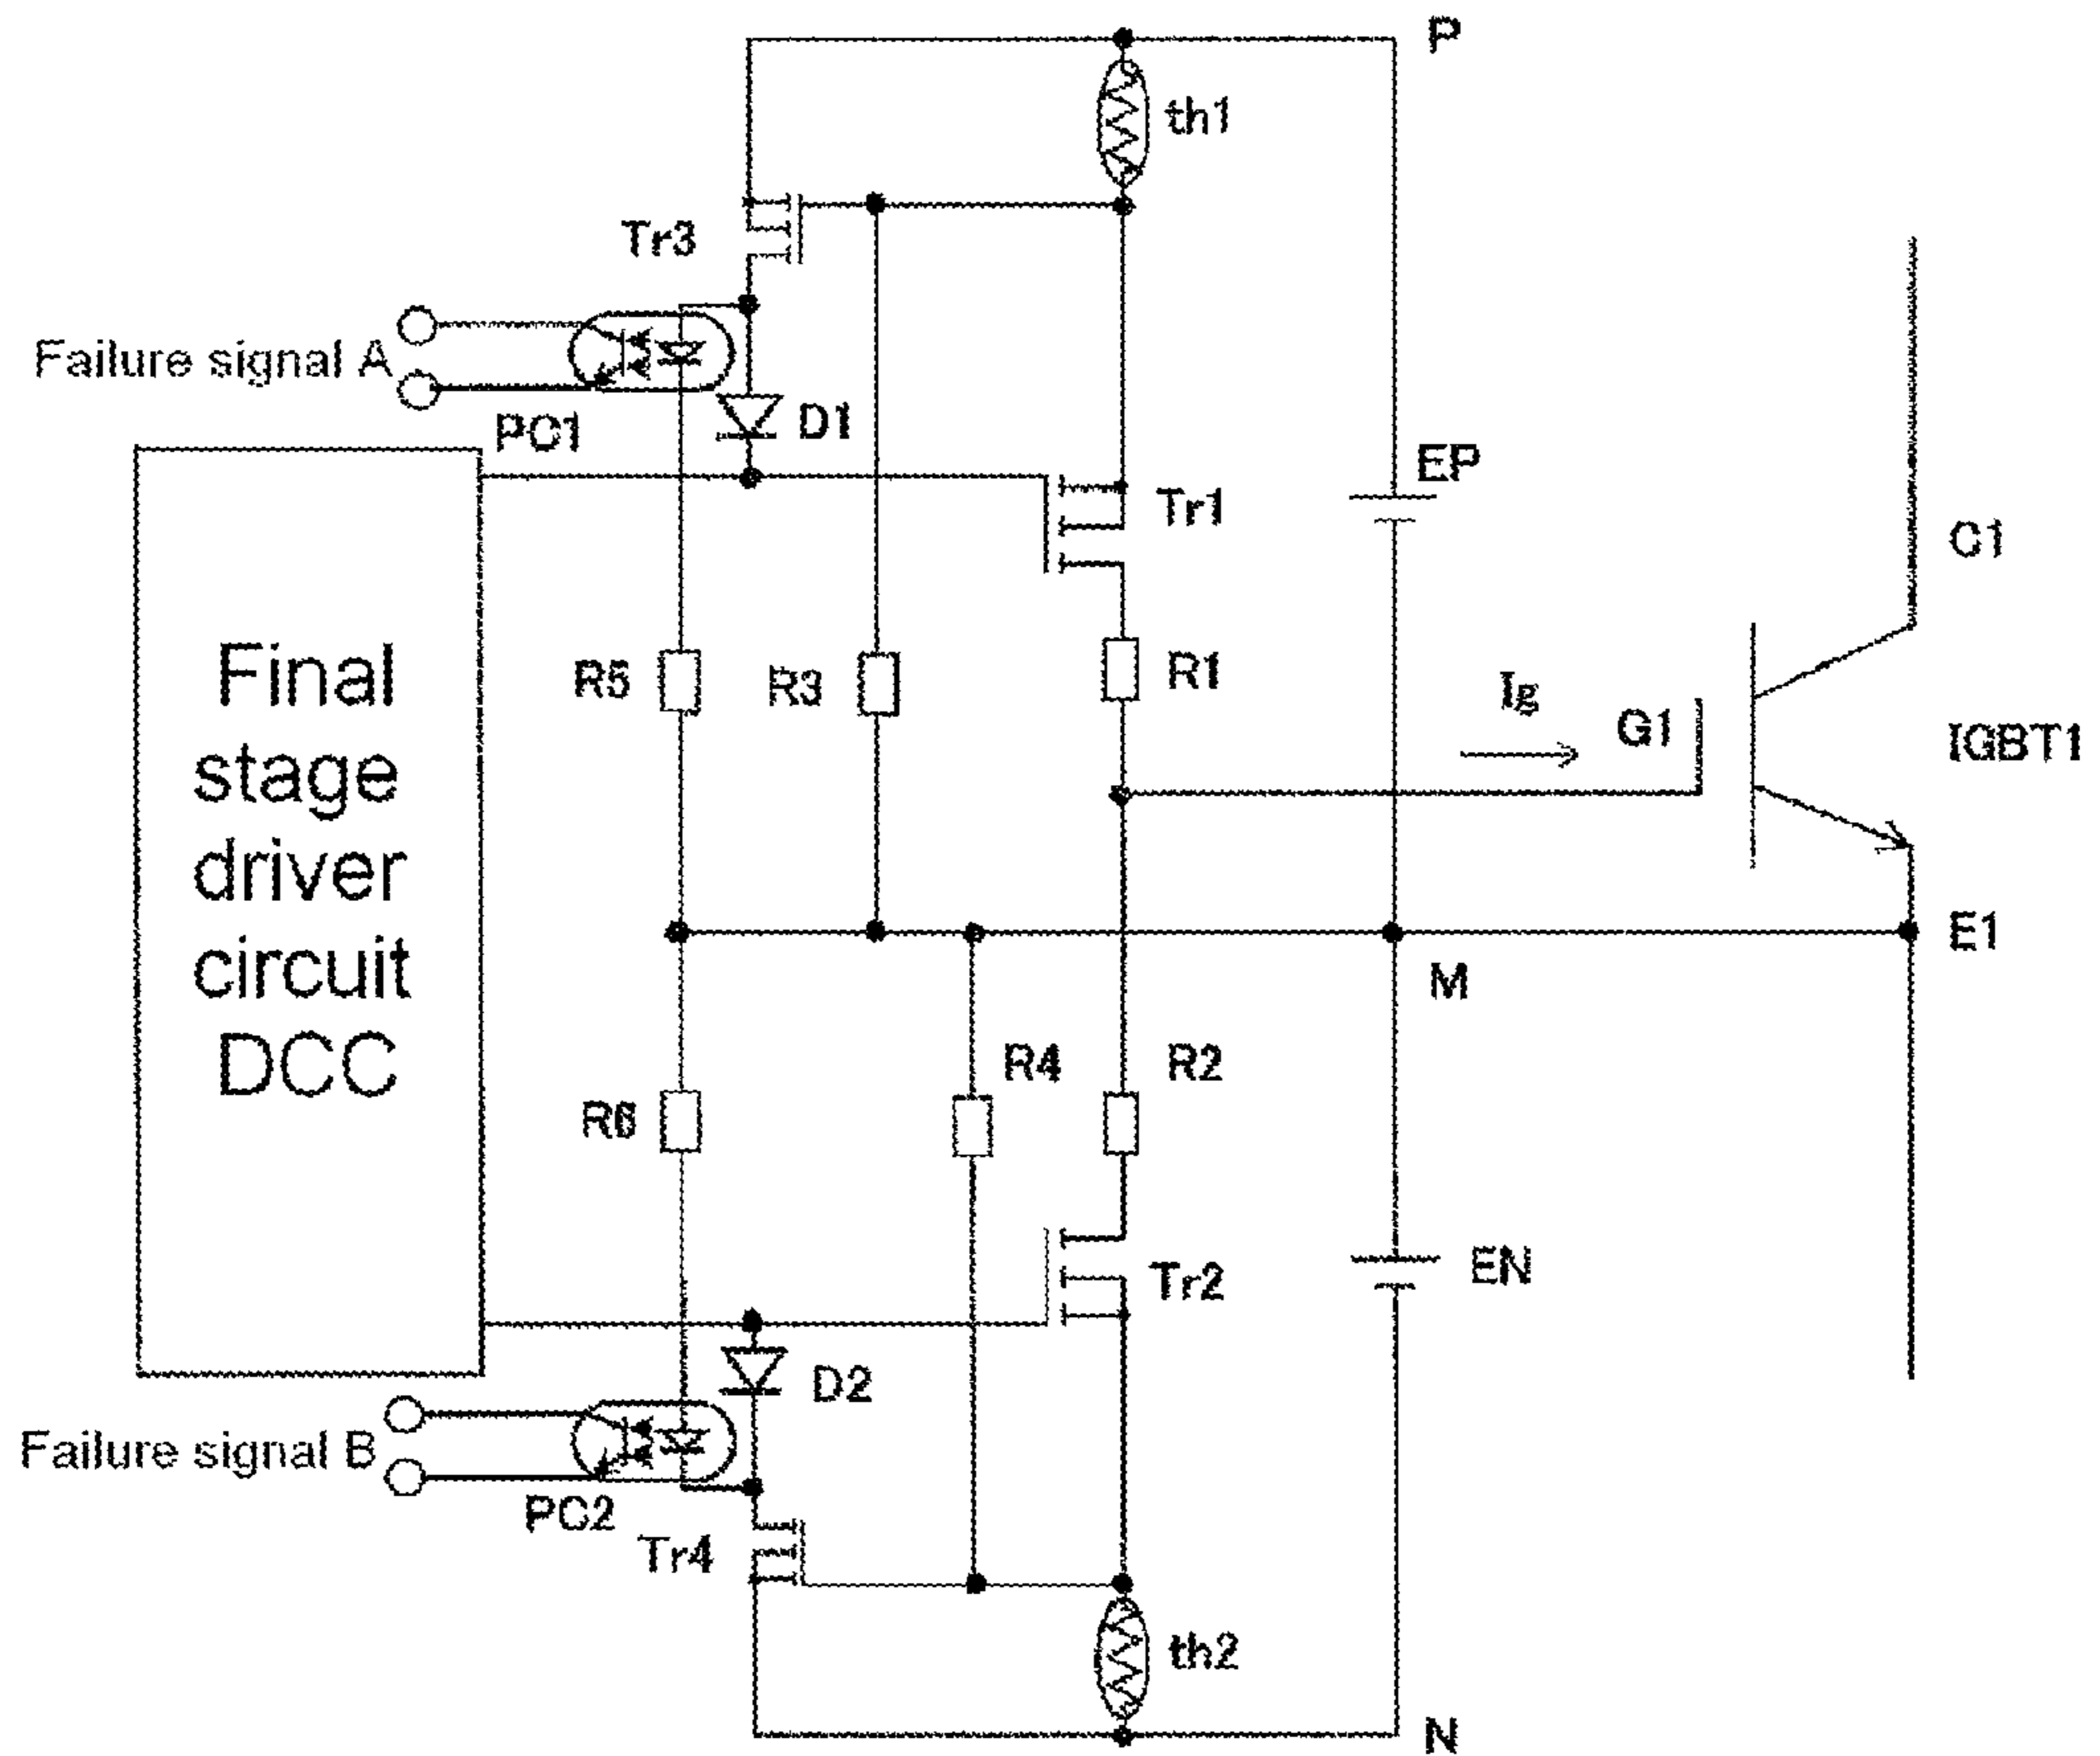 P
th1
Tr3
Failure signal A
PC1
D1
EP
Tr1
C1
Final
stage
driver
circuit
DCC
R5
R3
R1
Ig
G1
IGBT1
E1
M
R4
R2
R6
Tr2
EN
D2
Failure signal B
PC2
Tr4
th2
N